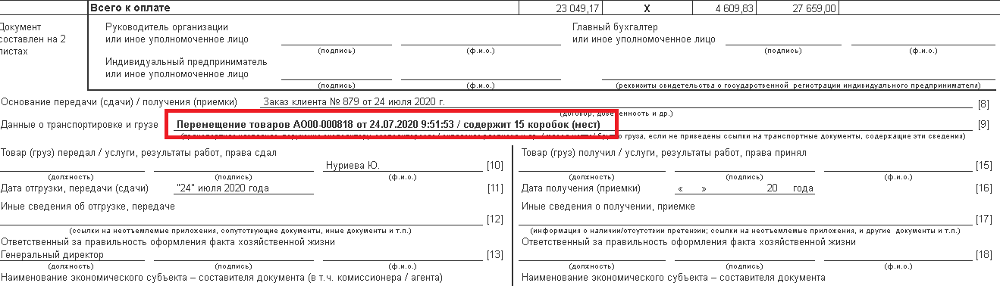 Всего к оплате 23 049,17 X 4 609,83 27 659,00
Документ составлен на 2 листах
Руководитель организации или иное уполномоченное лицо
(подпись) (ф.и.о.)
Главный бухгалтер или иное уполномоченное лицо
(подпись) (ф.и.о.)
Индивидуальный предприниматель или иное уполномоченное лицо
(подпись) (ф.и.о.) (реквизиты свидетельства о государственной регистрации индивидуального предпринимателя)
Основание передачи (сдачи) / получения (приемки) Заказ клиента № 879 от 24 июля 2020 г. [8]
(договор, доверенность и др.)
Данные о транспортировке и грузе Перемещение товаров АО00-000818 от 24.07.2020 9:51:53 / содержит 15 коробок (мест) [9]
груза, если не приведены ссылки на транспортные документы, содержащие эти сведения)
Товар (груз) передал / услуги, результаты работ, права сдал
Нуриева Ю. [10]
(должность) (подпись) (ф.и.о.)
Дата отгрузки, передачи (сдачи) "24" июля 2020 года [11]
Иные сведения об отгрузке, передаче
[12]
(ссылки на неотъемлемые приложения, сопутствующие документы, иные документы и т.п.)
Ответственный за правильность оформления факта хозяйственной жизни
Генеральный директор [13]
(должность) (подпись) (ф.и.о.)
Наименование экономического субъекта – составителя документа (в т.ч. комиссионера / агента)
Товар (груз) получил / услуги, результаты работ, права принял
[15]
(должность) (подпись) (ф.и.о.)
Дата получения (приемки) « » 20 года [16]
Иные сведения о получении, приемке
[17]
(информация о наличии/отсутствии претензии; ссылки на неотъемлемые приложения, и другие документы и т.п.)
Ответственный за правильность оформления факта хозяйственной жизни
[18]
(должность) (подпись) (ф.и.о.)
Наименование экономического субъекта – составителя документа